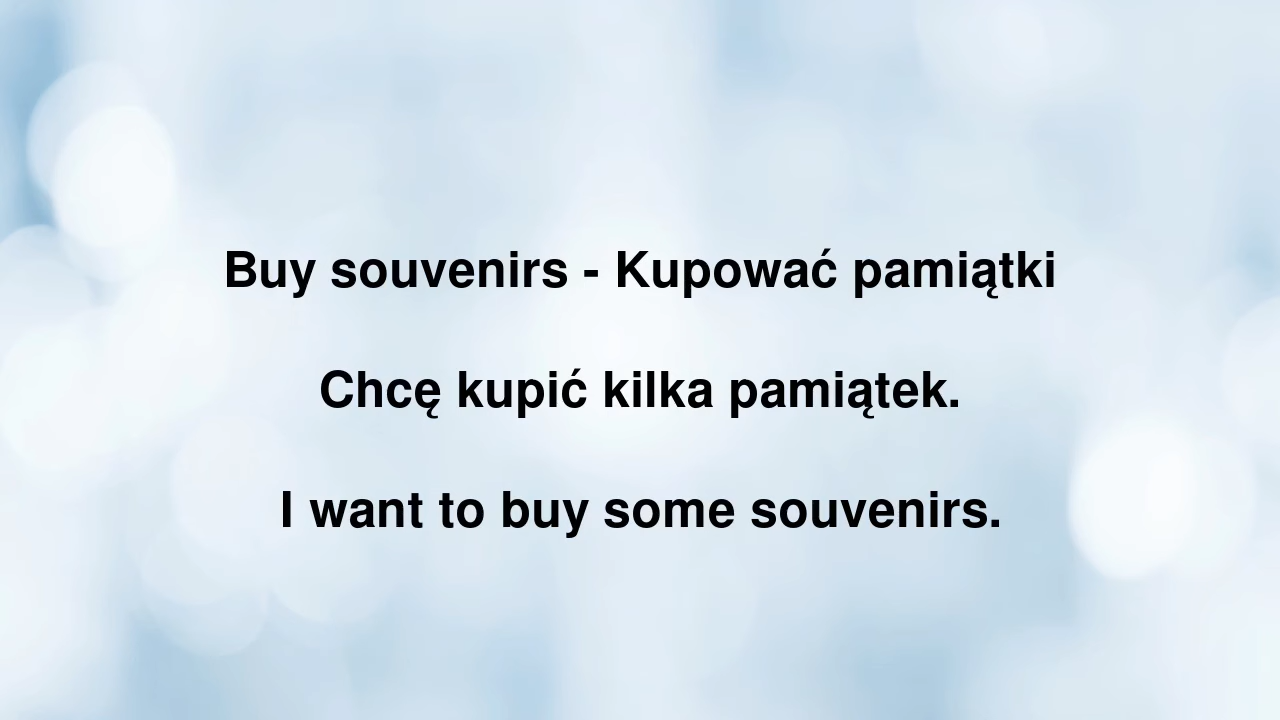 Buy souvenirs - Kupować pamiątki
Chcę kupić kilka pamiątek.
I want to buy some souvenirs.